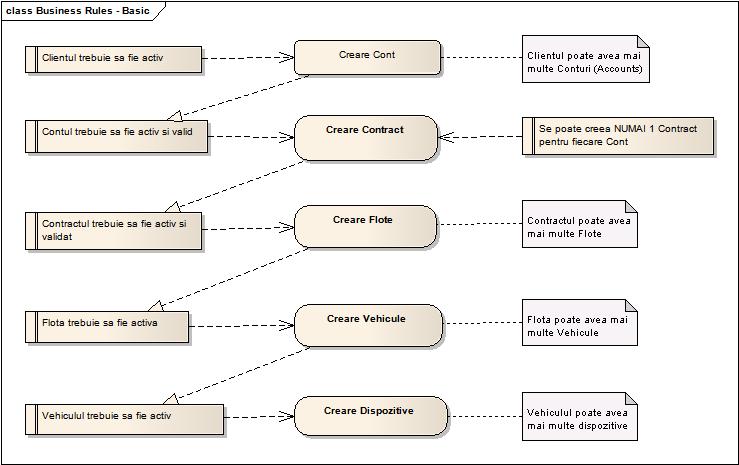 class Business Rules - Basic
Clientul trebuie sa fie activ
Creare Cont
Clientul poate avea mai
multe Conturi (Accounts)
Contul trebuie sa fie activ si valid
Creare Contract
Se poate creea NUMAI 1 Contract
pentru fiecare Cont
Contractul trebuie sa fie activ si
validat
Creare Flote
Contractul poate avea
mai multe Flote
Flota trebuie sa fie activa
Creare Vehicule
Flota poate avea mai
multe Vehicule
Vehiculul trebuie sa fie activ
Creare Dispozitive
Vehiculul poate avea
mai multe dispozitive